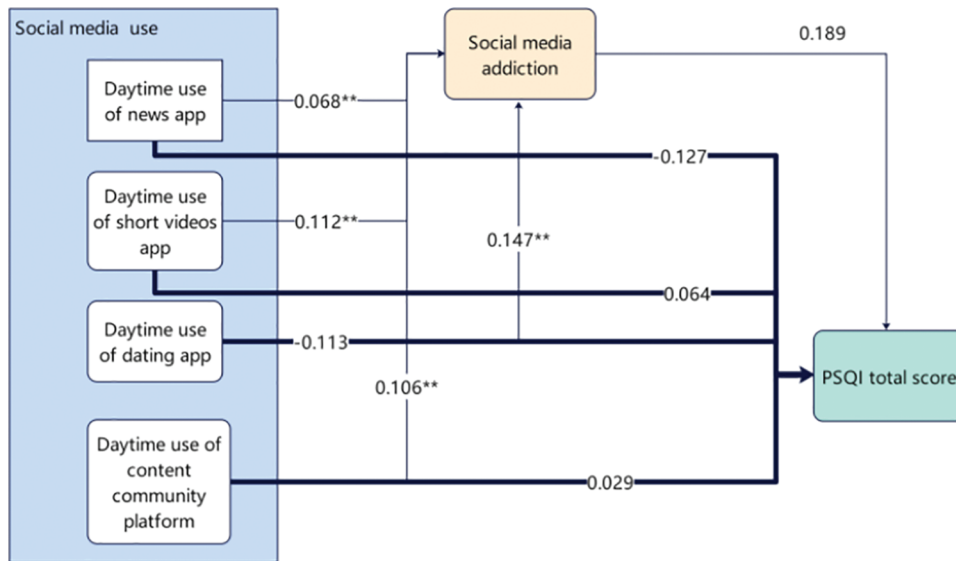 Social media use
Social media
addiction
0.189
Daytime use
of news app
0.068**
-0.127
Daytime use
of short videos
app
0.112**
0.147**
0.064
Daytime use
of dating app
-0.113
0.106**
PSQI total score
Daytime use of
content
community
platform
0.029